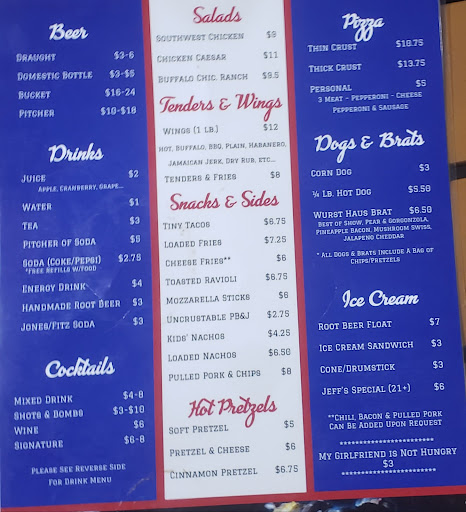 Beer
Draught $3-6
Domestic Bottle $3-$5
Bucket $16-24
Pitcher $10-$18
Drinks
Juice $2
Apple, Cranberry, Grape...
Water $1
Tea $3
Pitcher of Soda $5
Soda (Coke/Pepsi) $2.75
*Free Refills w/Food
Energy Drink $4
Handmade Root Beer $3
Jones/Fitz Soda $3
Cocktails
Mixed Drink $4-8
Shots & Bombs $3-$10
Wine $6
Signature $6-8
Please See Reverse Side
For Drink Menu
Salads
Southwest Chicken $9
Chicken Caesar $11
Buffalo Chic. Ranch $9.5
Tenders & Wings
Wings (1 lb.) $12
Hot, Buffalo, BBQ, Plain, Habanero,
Jamaican Jerk, Dry Rub, etc...
Tenders & Fries $8
Snacks & Sides
Tiny Tacos $6.75
Loaded Fries $7.25
Cheese Fries** $6
Toasted Ravioli $6.75
Mozzarella Sticks $6
Uncrustable PB&J $2.75
Kids' Nachos $4.25
Loaded Nachos $6.50
Pulled Pork & Chips $8
Hot Pretzels
Soft Pretzel $5
Pretzel & Cheese $6
Cinnamon Pretzel $6.75
Pizza
Thin Crust $18.75
Thick Crust $13.75
Personal $5
3 Meat - Pepperoni - Cheese
Pepperoni & Sausage
Dogs & Brats
Corn Dog $3
¼ lb. Hot Dog $5.50
Wurst Haus Brat $6.50
Best of Show, Pear & Gorgonzola,
Pineapple Bacon, Mushroom Swiss,
Jalapeno Cheddar
* All Dogs & Brats Include A Bag of
Chips/Pretzels
Ice Cream
Root Beer Float $7
Ice Cream Sandwich $3
Cone/Drumstick $3
Jeff's Special (21+) $6
**Chili, Bacon & Pulled Pork
Can Be Added Upon Request
************************
My Girlfriend is Not Hungry
$3
************************